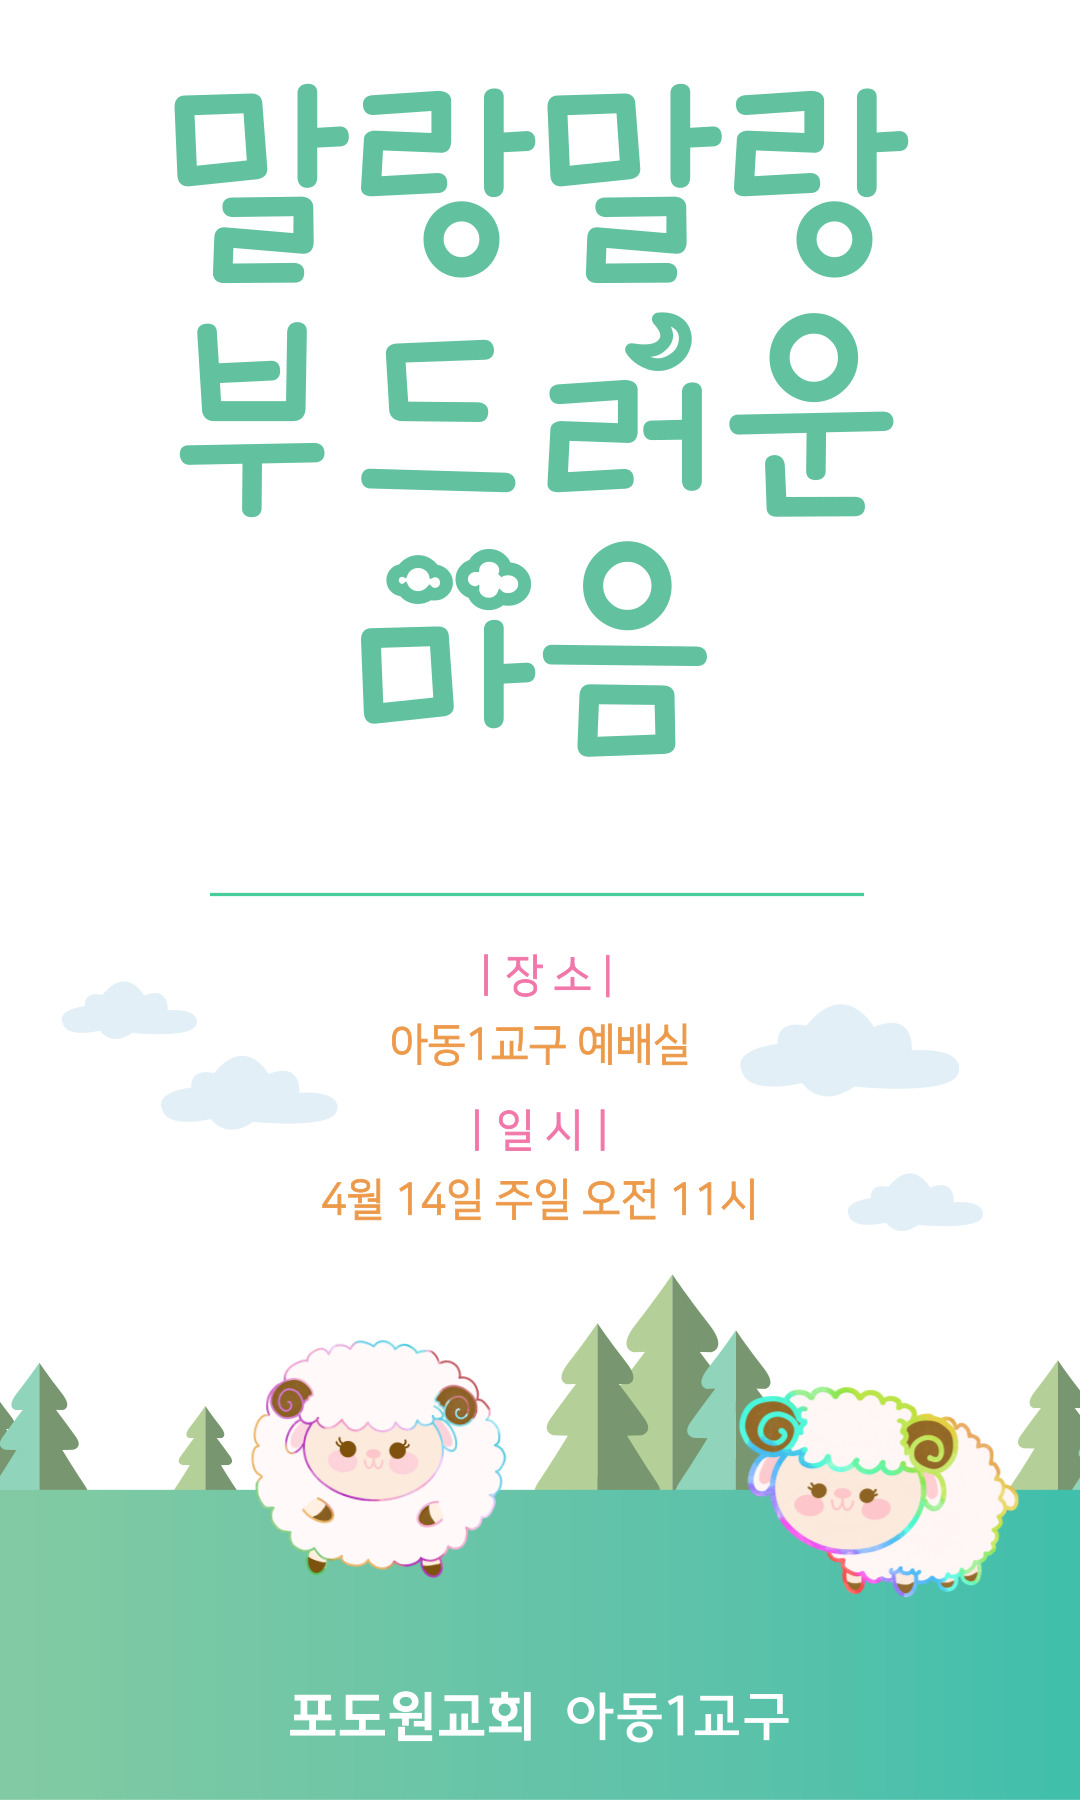 말랑말랑
부드러운
마음
| 장 소 |
아동1교구 예배실
| 일 시 |
4월 14일 주일 오전 11시
포도원교회 아동1교구